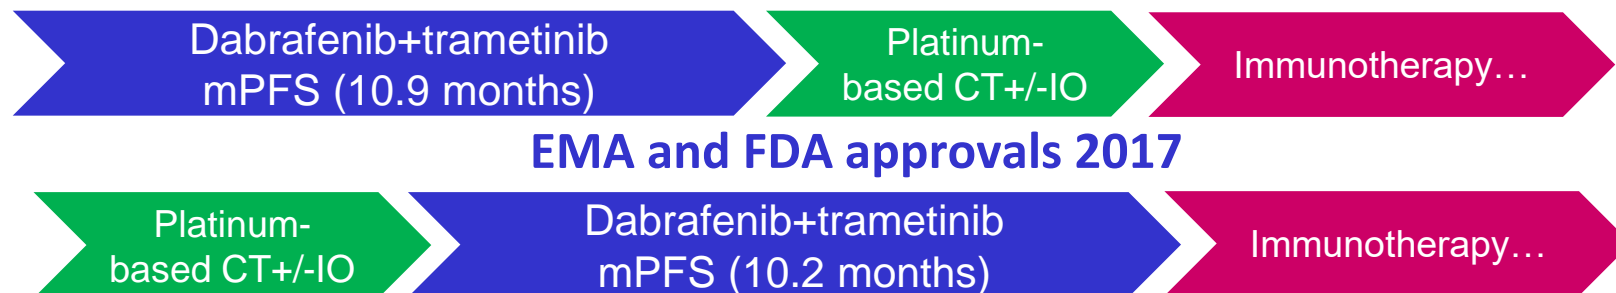 Dabrafenib+trametinib
mPFS (10.9 months)
Platinum-
based CT+/-IO
Immunotherapy…
EMA and FDA approvals 2017
Platinum-
based CT+/-IO
Dabrafenib+trametinib
mPFS (10.2 months)
Immunotherapy…